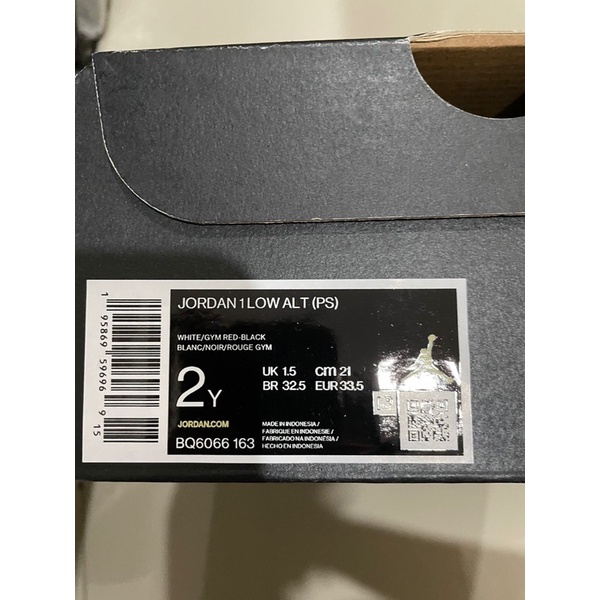 JORDAN 1 LOW ALT (PS)
WHITE/GYM RED-BLACK
BLANC/NOIR/ROUGE GYM
2Y
UK 1.5 CM 21
BR 32.5 EUR 33.5
JORDAN.COM
BQ6066 163
MADE IN INDONESIA /
FABRIQUE EN INDONESIE /
FABRICADO NA INDONÉSIA /
HECHO EN INDONESIA
1 95869 59696 9 15